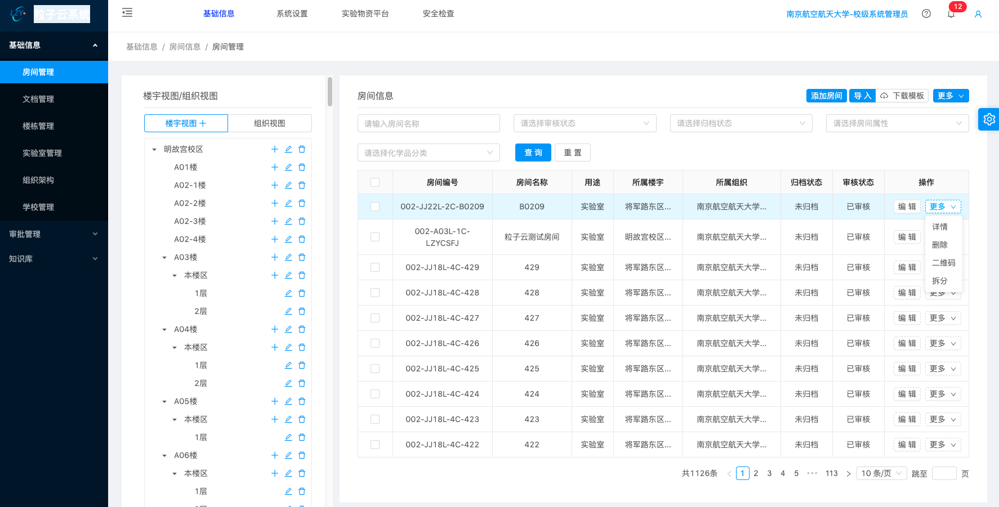 LZY 粒子云系统
基础信息 系统设置 实验物资平台 安全检查
南京航空航天大学-校级系统管理员 12
基础信息
房间管理
文档管理
楼栋管理
实验室管理
组织架构
学校管理
审批管理
知识库
基础信息 / 房间信息 / 房间管理
楼宇视图/组织视图
楼宇视图 组织视图
明故宫校区
A01楼
A02-1楼
A02-2楼
A02-3楼
A02-4楼
A03楼
本楼区
1层
2层
A04楼
本楼区
1层
2层
A05楼
本楼区
1层
A06楼
本楼区
1层
房间信息
添加房间 导 入 下载模板 更多
请输入房间名称 请选择审核状态 请选择归档状态 请选择房间属性
请选择化学品分类 查 询 重 置
房间编号 房间名称 用途 所属楼宇 所属组织 归档状态 审核状态 操作
002-JJ22L-2C-B0209 B0209 实验室 将军路东区... 南京航空航天大学... 未归档 已审核 编 辑 更多
详情
删除
二维码
拆分
002-A03L-1C-
LZYCSFJ 粒子云测试房间 实验室 明故宫校区... 南京航空航天大学... 未归档 已审核 编 辑
002-JJ18L-4C-429 429 实验室 将军路东区... 南京航空航天大学... 未归档 已审核 编 辑
002-JJ18L-4C-428 428 实验室 将军路东区... 南京航空航天大学... 未归档 已审核 编 辑 更多
002-JJ18L-4C-427 427 实验室 将军路东区... 南京航空航天大学... 未归档 已审核 编 辑 更多
002-JJ18L-4C-426 426 实验室 将军路东区... 南京航空航天大学... 未归档 已审核 编 辑 更多
002-JJ18L-4C-425 425 实验室 将军路东区... 南京航空航天大学... 未归档 已审核 编 辑 更多
002-JJ18L-4C-424 424 实验室 将军路东区... 南京航空航天大学... 未归档 已审核 编 辑 更多
002-JJ18L-4C-423 423 实验室 将军路东区... 南京航空航天大学... 未归档 已审核 编 辑 更多
002-JJ18L-4C-422 422 实验室 将军路东区... 南京航空航天大学... 未归档 已审核 编 辑 更多
共1126条 < 1 2 3 4 5 ••• 113 > 10 条/页 跳至 页